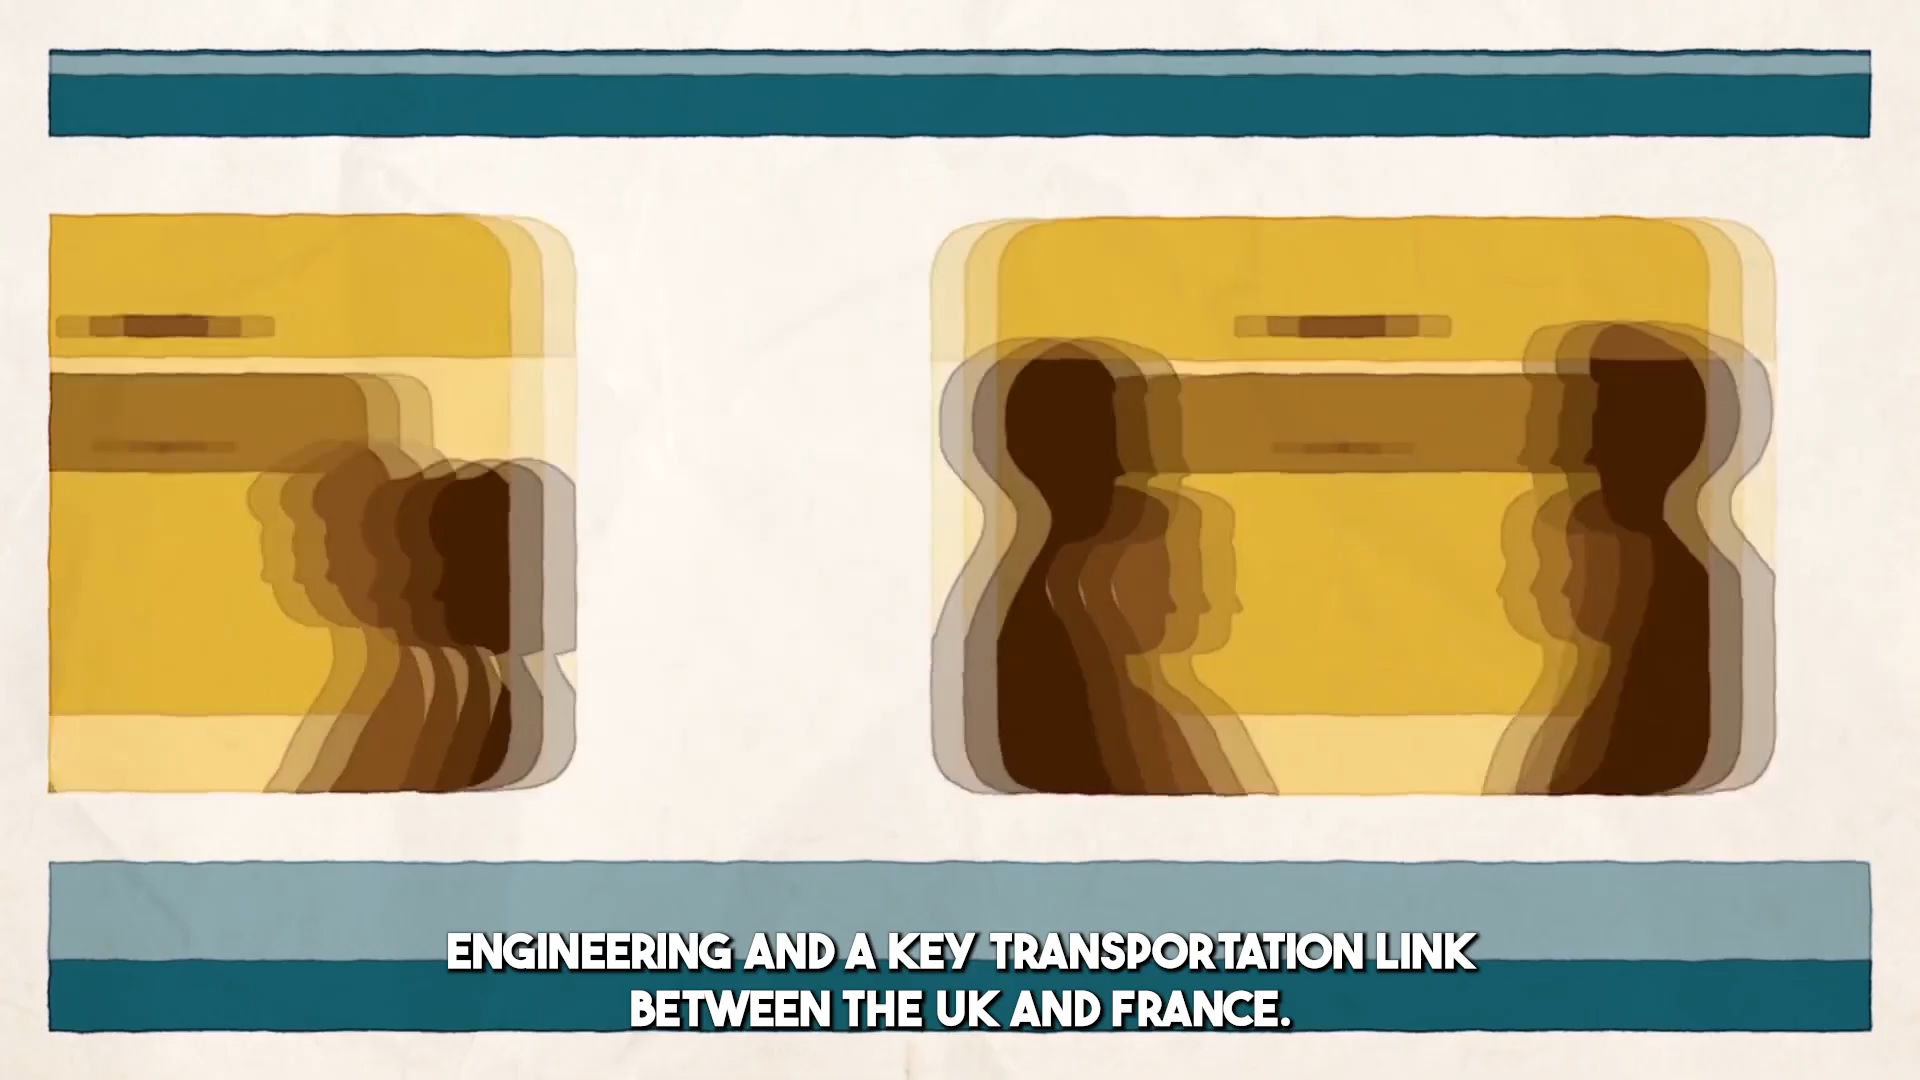 ENGINEERING AND A KEY TRANSPORTATION LINK
BETWEEN THE UK AND FRANCE.